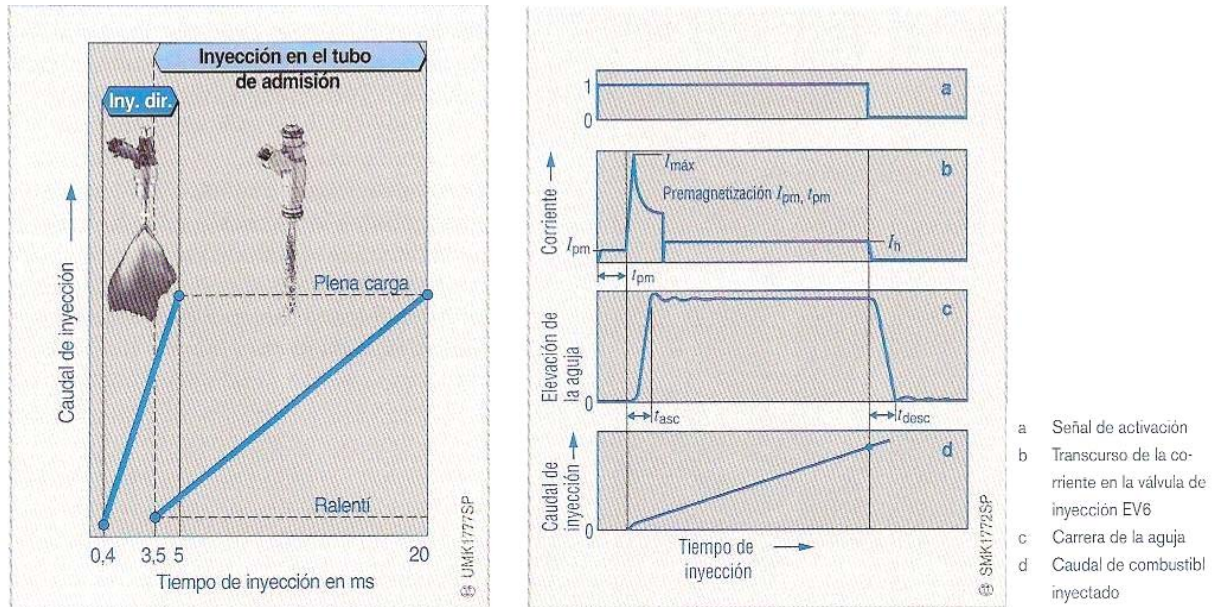 Inyección en el tubo
de admisión
Iny. dir.
Caudal de inyección
Plena carga
Ralentí
0,4 3,5 5 20
Tiempo de inyección en ms
© UMK1777SP
1
0
a
Corriente
Imáx
Premagnetización Ipm, tpm
b
Ipm
Ih
tpm
Elevación de
la aguja
c
0
tasc
tdesc
Caudal de
inyección
d
0
Tiempo de
inyección
© SMK1772SP
a Señal de activación
b Transcurso de la co-
rriente en la válvula de
inyección EV6
c Carrera de la aguja
d Caudal de combustibl
inyectado